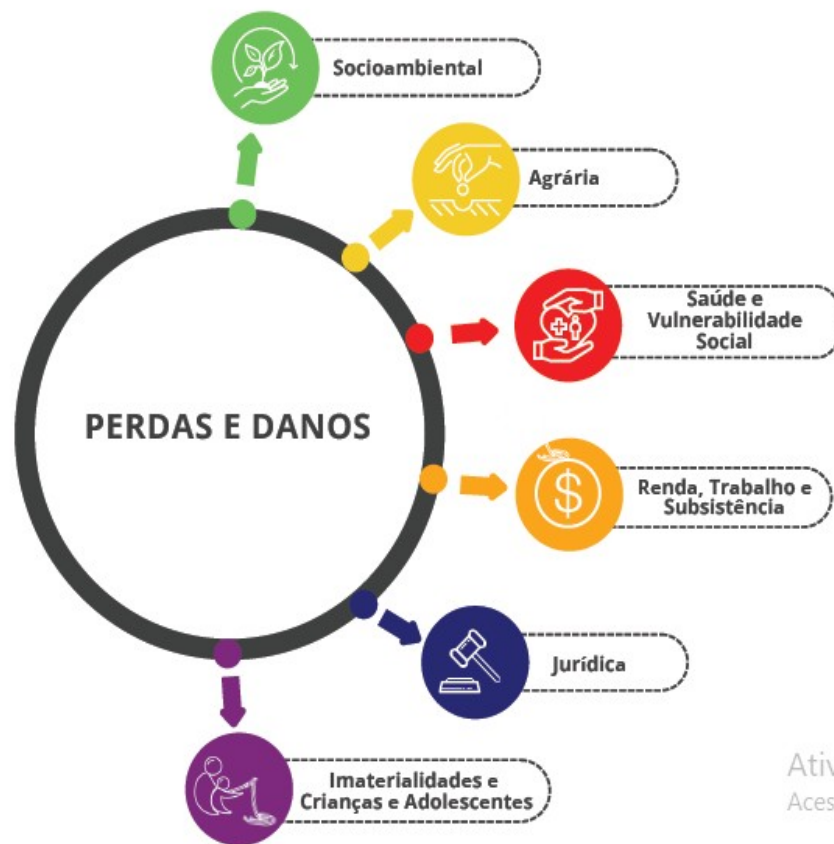 Socioambiental
Agrária
Saúde e
Vulnerabilidade
Social
PERDAS E DANOS
$
Renda, Trabalho e
Subsistência
Jurídica
Imaterialidades e
Crianças e Adolescentes